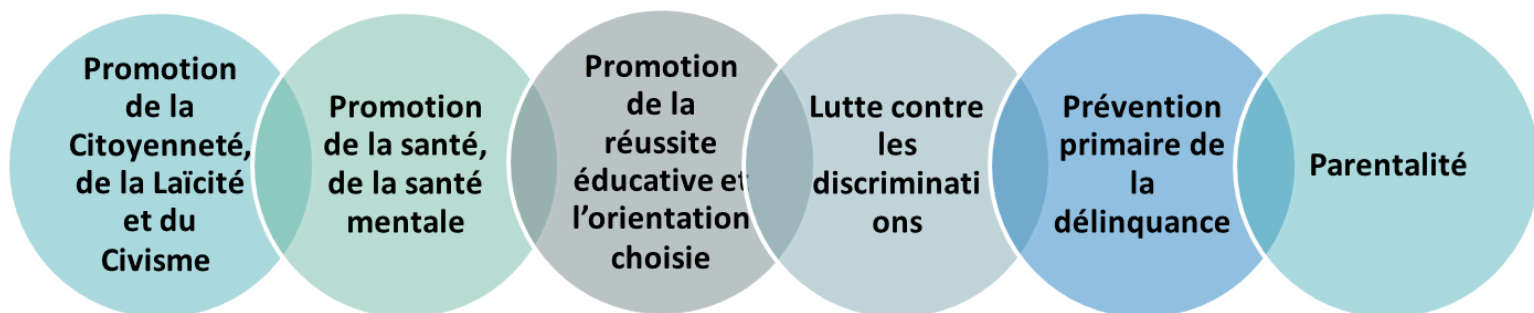 Promotion
de la
Citoyenneté,
de la Laïcité
et du
Civisme
Promotion
de la santé,
de la santé
mentale
Promotion
de la
réussite
éducative et
l'orientation
choisie
Lutte contre
les
discriminati
ons
Prévention
primaire de
la
délinquance
Parentalité